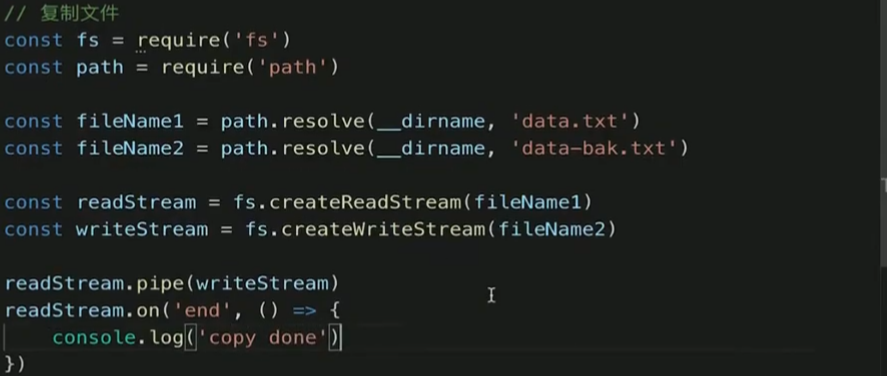 // 复制文件
const fs = require('fs')
const path = require('path')
const fileName1 = path.resolve(__dirname, 'data.txt')
const fileName2 = path.resolve(__dirname, 'data-bak.txt')
const readStream = fs.createReadStream(fileName1)
const writeStream = fs.createWriteStream(fileName2)
readStream.pipe(writeStream)
readStream.on('end', () => {
    console.log('copy done')
})